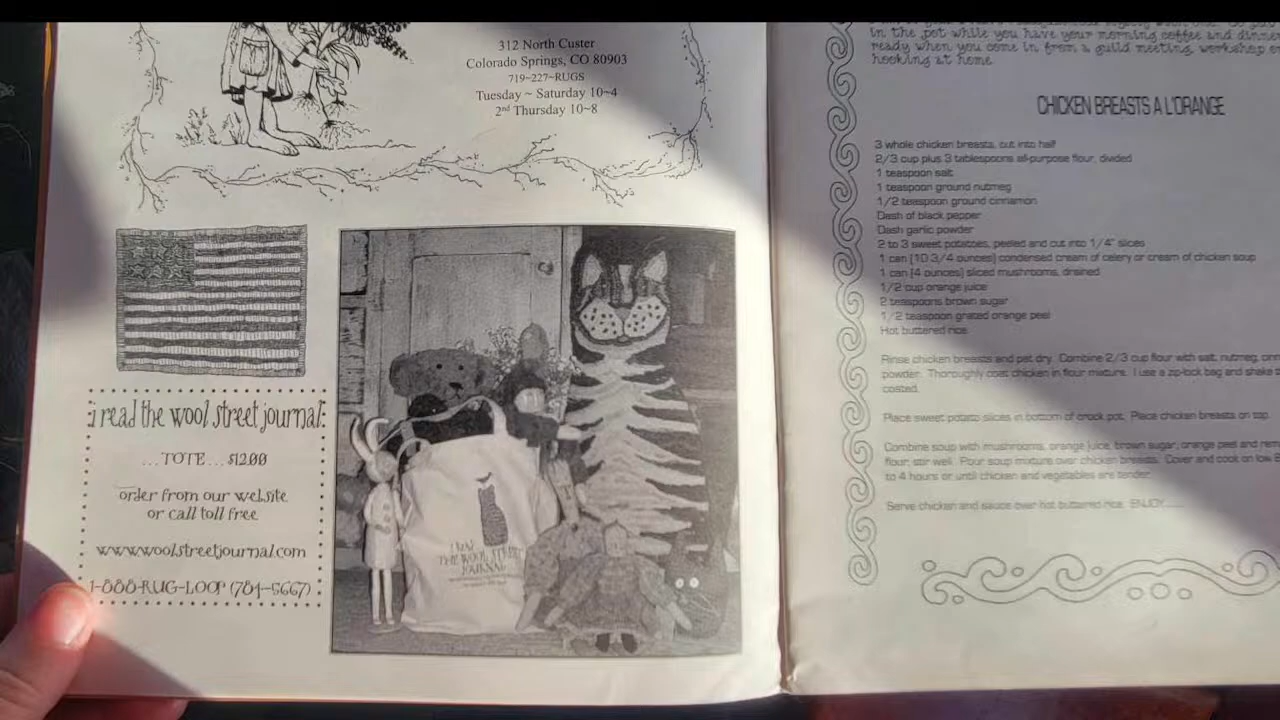 312 North Custer
Colorado Springs, CO 80903
719~227~RUGS
Tuesday ~ Saturday 10~4
2nd Thursday 10~8
i read the wool street journal
...TOTE...$12.00
order from our website
or call toll free
www.woolstreetjournal.com
1-888-RUG-LOOP (784-5667)
I READ
THE WOOL STREET
JOURNAL
in the pot while you have your morning coffee and dinner
ready when you come in from a guild meeting, workshop or
hooking at home.
CHICKEN BREASTS A L'ORANGE
3 whole chicken breasts, cut into half
2/3 cup plus 3 tablespoons all-purpose flour, divided
1 teaspoon salt
1 teaspoon ground nutmeg
1/2 teaspoon ground cinnamon
Dash of black pepper
Dash garlic powder
2 to 3 sweet potatoes, peeled and cut into 1/4" slices
1 can (10 3/4 ounces) condensed cream of celery or cream of chicken soup
1 can (4 ounces) sliced mushrooms, drained
1/2 cup orange juice
2 teaspoons brown sugar
1/2 teaspoon grated orange peel
Hot buttered rice
Rinse chicken breasts and pat dry. Combine 2/3 cup flour with salt, nutmeg,
powder. Thoroughly coat chicken in flour mixture. I use a zip-lock bag and shake
coated.
Place sweet potato slices in bottom of crock pot. Place chicken breasts on top.
Combine soup with mushrooms, orange juice, brown sugar, orange peel and
flour; stir well. Pour soup mixture over chicken breasts. Cover and cook on low
to 4 hours or until chicken and vegetables are tender.
Serve chicken and sauce over hot buttered rice. ENJOY......